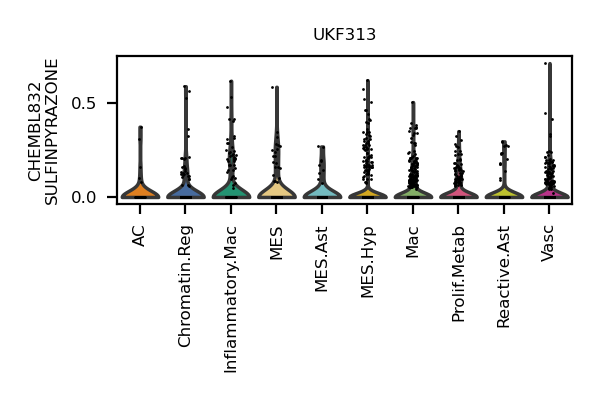 UKF313
CHEMBL832
SULFINPYRAZONE
0.5
0.0
AC
Chromatin.Reg
Inflammatory.Mac
MES
MES.Ast
MES.Hyp
Mac
Prolif.Metab
Reactive.Ast
Vasc